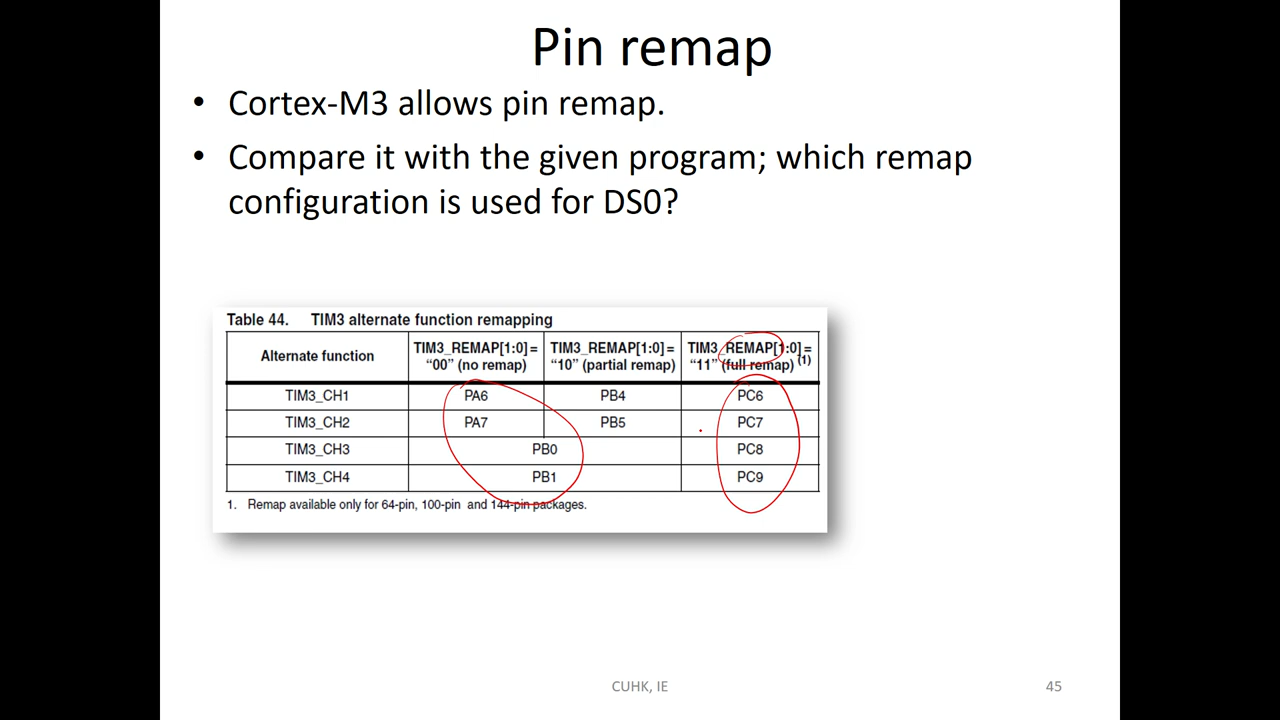 Pin remap
• Cortex-M3 allows pin remap.
• Compare it with the given program; which remap
configuration is used for DS0?
Table 44. TIM3 alternate function remapping
Alternate function TIM3_REMAP[1:0] = "00" (no remap) TIM3_REMAP[1:0] = "10" (partial remap) TIM3_REMAP[1:0] = "11" (full remap) (1)
TIM3_CH1 PA6 PB4 PC6
TIM3_CH2 PA7 PB5 PC7
TIM3_CH3 PB0 PC8
TIM3_CH4 PB1 PC9
1. Remap available only for 64-pin, 100-pin and 144-pin packages.
CUHK, IE 45